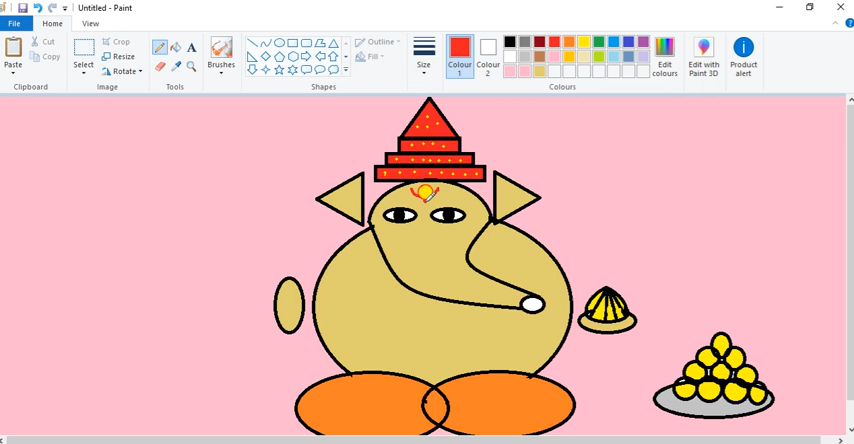 Untitled - Paint
File Home View
Paste
Cut
Copy
Clipboard
Select
Crop
Resize
Rotate
Image
A
Tools
Brushes
Outline
Fill
Shapes
Size
Colour
1
Colour
2
Edit
colours
Colours
Edit with
Paint 3D
Product
alert